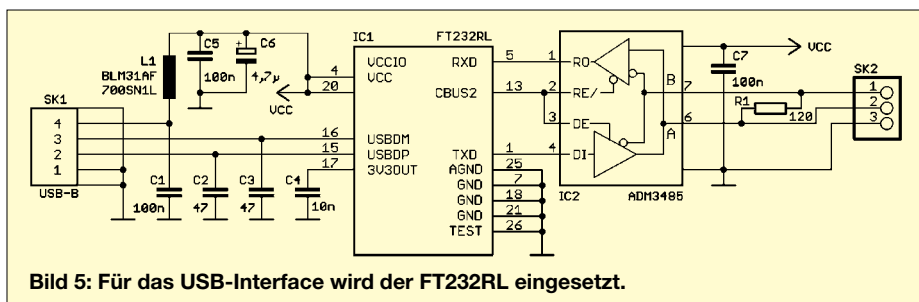 L1
BLM31AF
700SN1L
C5
100n
C6
+
4,7µ
VCC
SK1
4
3
2
1
USB-B
C1
100n
C2
47
C3
47
C4
10n
IC1
FT232RL
4
20
16
15
17
VCCIO
VCC
USBDM
USBDP
3V3OUT
RXD
CBUS2
TXD
AGND
GND
GND
GND
TEST
5
13
1
25
7
18
21
26
1
2
3
4
RO
RE/
DE
DI
B
A
7
6
IC2
ADM3485
C7
100n
VCC
R1
120
SK2
1
2
3
Bild 5: Für das USB-Interface wird der FT232RL eingesetzt.